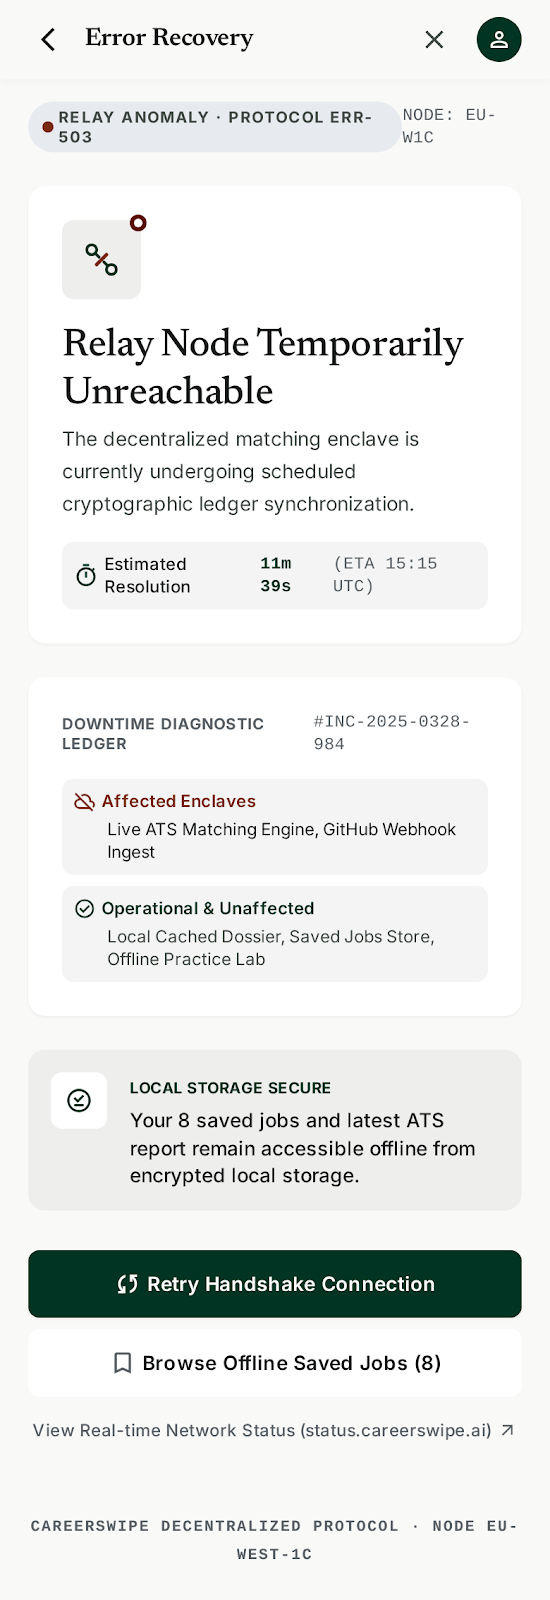 Error Recovery
RELAY ANOMALY · PROTOCOL ERR-
503
NODE: EU-
W1C
Relay Node Temporarily
Unreachable
The decentralized matching enclave is
currently undergoing scheduled
cryptographic ledger synchronization.
Estimated
Resolution
11m
39s
(ETA 15:15
UTC)
DOWNTIME DIAGNOSTIC
LEDGER
#INC-2025-0328-
984
Affected Enclaves
Live ATS Matching Engine, GitHub Webhook
Ingest
Operational & Unaffected
Local Cached Dossier, Saved Jobs Store,
Offline Practice Lab
LOCAL STORAGE SECURE
Your 8 saved jobs and latest ATS
report remain accessible offline from
encrypted local storage.
Retry Handshake Connection
Browse Offline Saved Jobs (8)
View Real-time Network Status (status.careerswipe.ai)
CAREERSWIPE DECENTRALIZED PROTOCOL · NODE EU-
WEST-1C